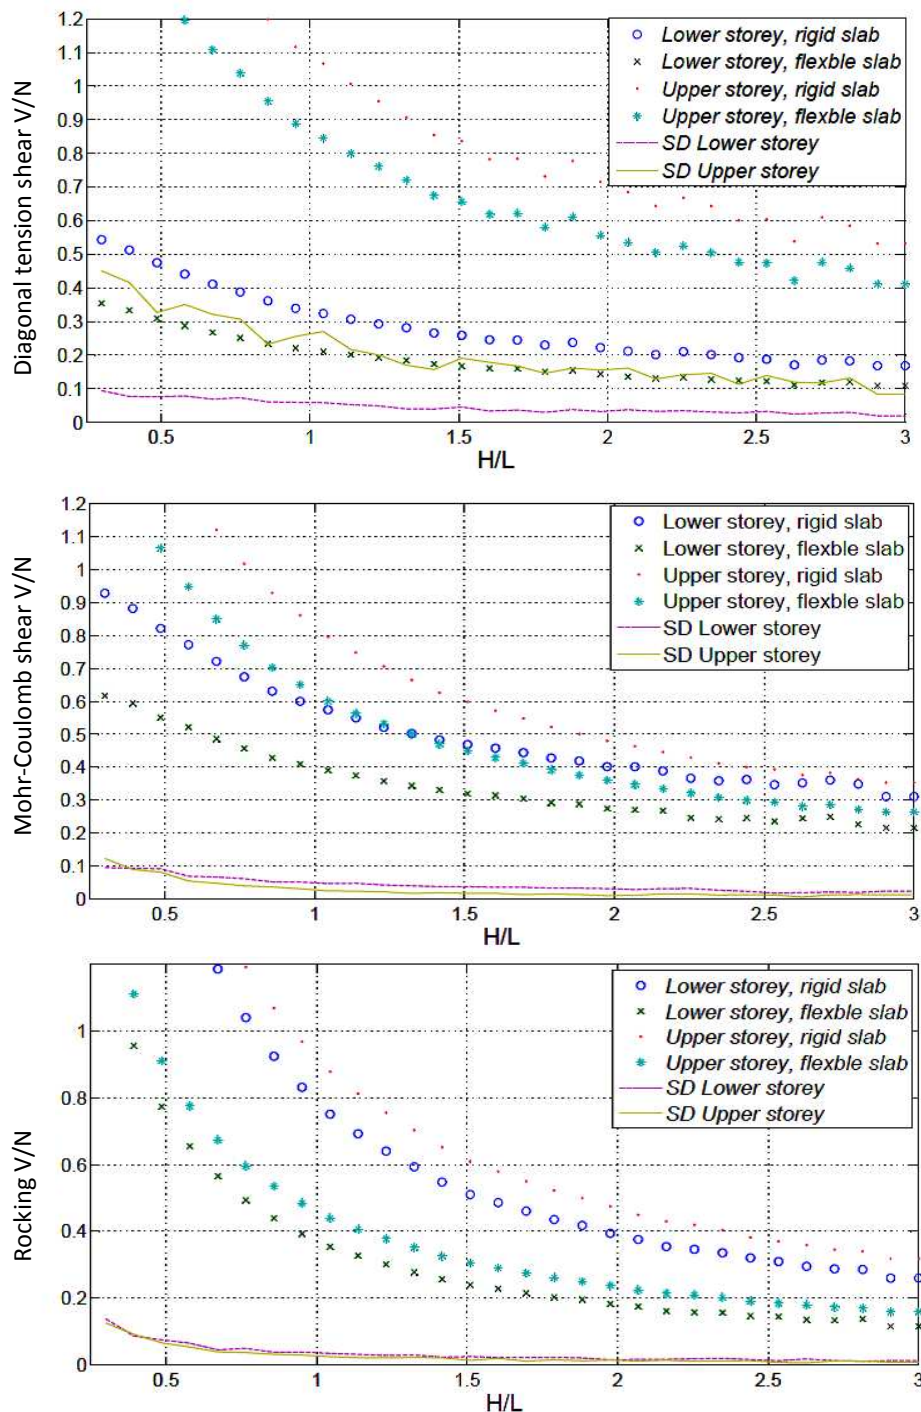 Diagonal tension shear V/N
1.2
1.1
1
0.9
0.8
0.7
0.6
0.5
0.4
0.3
0.2
0.1
0
Lower storey, rigid slab
Lower storey, flexble slab
Upper storey, rigid slab
Upper storey, flexble slab
SD Lower storey
SD Upper storey
0.5 1 1.5 2 2.5 3
H/L
Mohr-Coulomb shear V/N
1.2
1.1
1
0.9
0.8
0.7
0.6
0.5
0.4
0.3
0.2
0.1
0
Lower storey, rigid slab
Lower storey, flexble slab
Upper storey, rigid slab
Upper storey, flexble slab
SD Lower storey
SD Upper storey
0.5 1 1.5 2 2.5 3
H/L
Rocking V/N
1
0.8
0.6
0.4
0.2
0
Lower storey, rigid slab
Lower storey, flexble slab
Upper storey, rigid slab
Upper storey, flexble slab
SD Lower storey
SD Upper storey
0.5 1 1.5 2 2.5 3
H/L